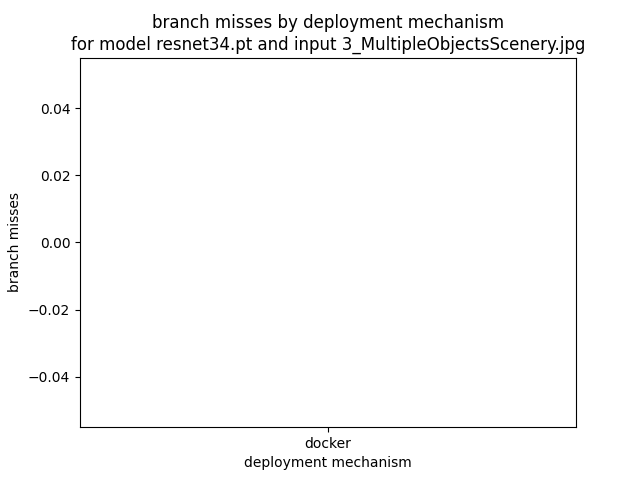 branch misses by deployment mechanism
for model resnet34.pt and input 3_MultipleObjectsScenery.jpg
0.04
0.02
0.00
−0.02
−0.04
branch misses
docker
deployment mechanism